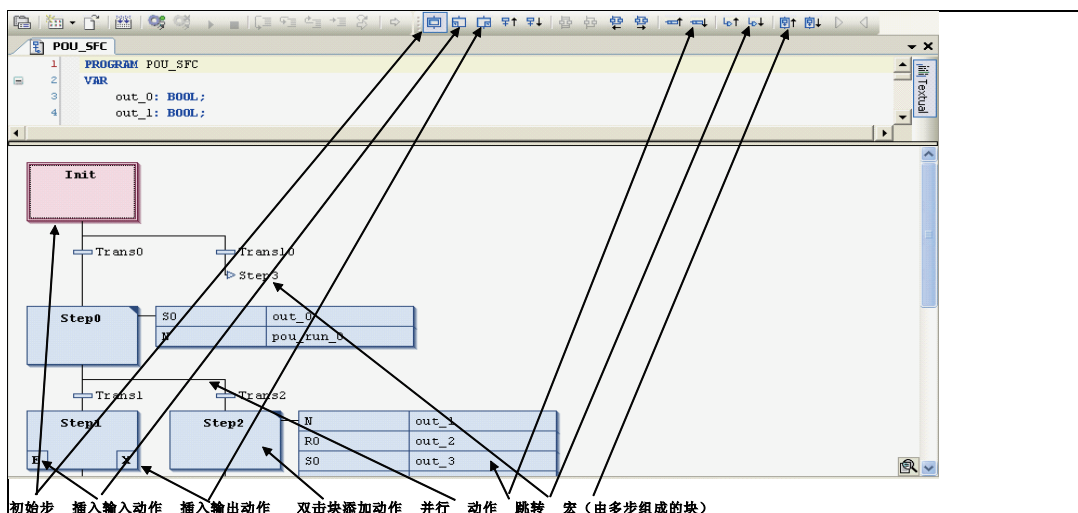 POU_SFC
1 PROGRAM POU_SFC
2 VAR
3 out_0: BOOL;
4 out_1: BOOL;
Textual
Init
Trans0
Trans10
Step3
Step0
S0 out_0
N pou_run_0
Trans1
Trans2
Step1
Step2
N out_1
R0 out_2
S0 out_3
E X
初始步 插入输入动作 插入输出动作 双击块添加动作 并行 动作 跳转 宏（由多步组成的块）